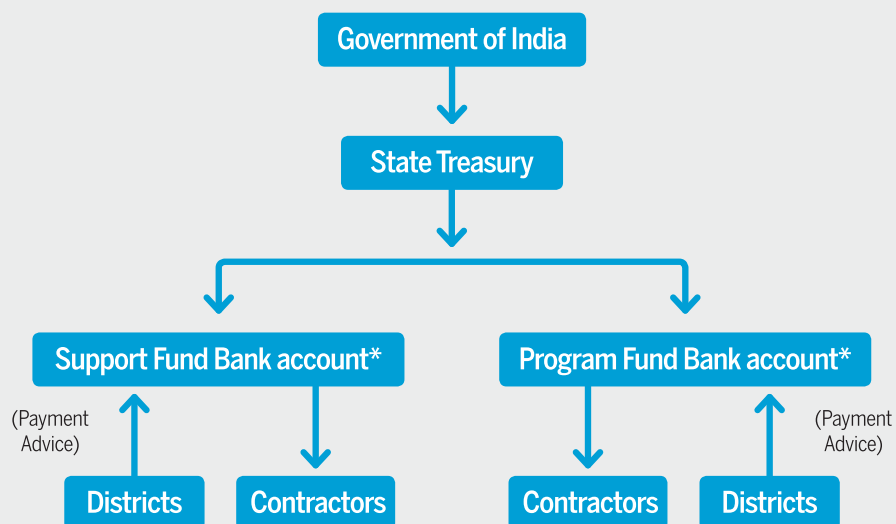 Government of India
State Treasury
Support Fund Bank account*
Program Fund Bank account*
(Payment
Advice)
(Payment
Advice)
Districts
Contractors
Contractors
Districts